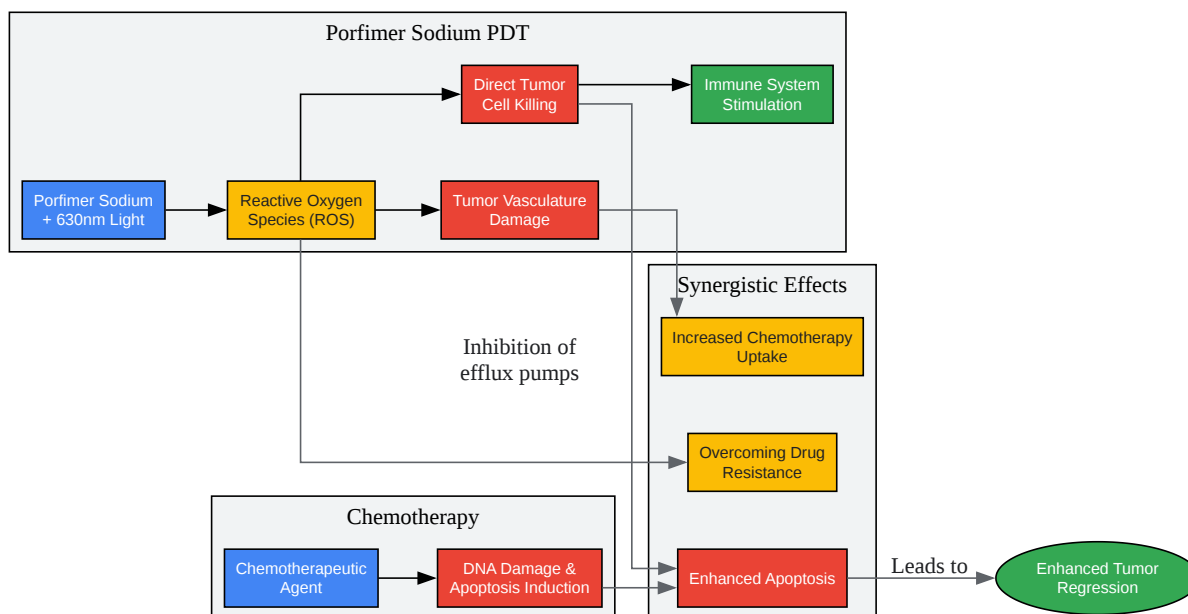 Porfimer Sodium PDT
Direct Tumor
Cell Killing
Immune System
Stimulation
Porfimer Sodium
+ 630nm Light
Reactive Oxygen
Species (ROS)
Tumor Vasculature
Damage
Synergistic Effects
Increased Chemotherapy
Uptake
Inhibition of
efflux pumps
Overcoming Drug
Resistance
Chemotherapy
Chemotherapeutic
Agent
DNA Damage &
Apoptosis Induction
Enhanced Apoptosis
Leads to
Enhanced Tumor
Regression